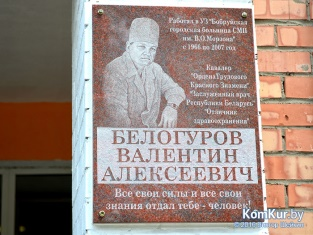 Работал в УЗ "Бобруйская
городская больница СМП
им. В.О.Морзона"
с 1966 по 2007 год
Кавалер
"Ордена Трудового
Красного Знамени"
"Заслуженный врач
Республики Беларусь"
"Отличник
здравоохранения"
БЕЛОГУРОВ
ВАЛЕНТИН
АЛЕКСЕЕВИЧ
Все свои силы и все свои
знания отдал тебе - человек!
KomKur.by